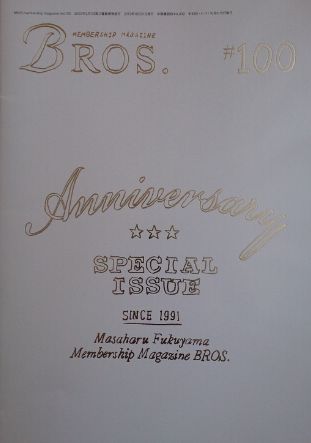 MEMBERSHIP MAGAZINE
BROS. #100
Anniversary
SPECIAL
ISSUE
SINCE 1991
Masaharu Fukuyama
Membership Magazine BROS.